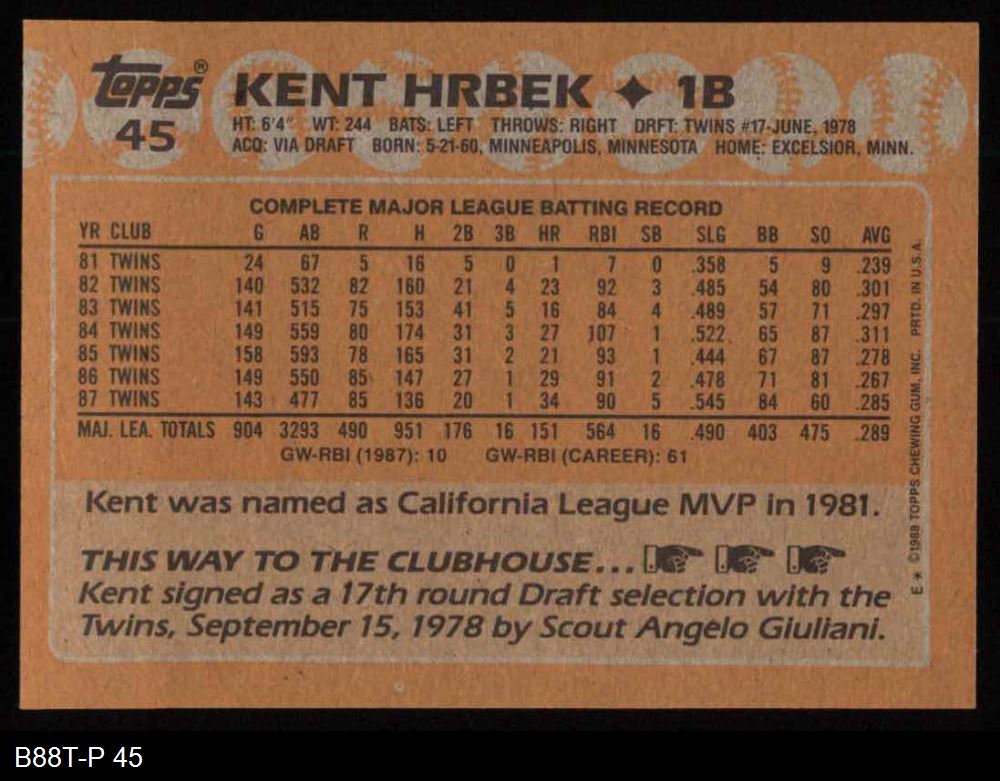 Topps® KENT HRBEK ✦ 1B
45
HT: 6'4" WT: 244 BATS: LEFT THROWS: RIGHT DRFT: TWINS #17-JUNE, 1978
ACQ: VIA DRAFT BORN: 5-21-60, MINNEAPOLIS, MINNESOTA HOME: EXCELSIOR, MINN.
COMPLETE MAJOR LEAGUE BATTING RECORD
YR CLUB G AB R H 2B 3B HR RBI SB SLG BB SO AVG
81 TWINS 24 67 5 16 5 0 1 7 0 .358 5 9 .239
82 TWINS 140 532 82 160 21 4 23 92 3 .485 54 80 .301
83 TWINS 141 515 75 153 41 5 16 84 4 .489 57 71 .297
84 TWINS 149 559 80 174 31 3 27 107 1 .522 65 87 .311
85 TWINS 158 593 78 165 31 2 21 93 1 .444 67 87 .278
86 TWINS 149 550 85 147 27 1 29 91 2 .478 71 81 .267
87 TWINS 143 477 85 136 20 1 34 90 5 .545 84 60 .285
MAJ. LEA. TOTALS 904 3293 490 951 176 16 151 564 16 .490 403 475 .289
GW-RBI (1987): 10 GW-RBI (CAREER): 61
Kent was named as California League MVP in 1981.
THIS WAY TO THE CLUBHOUSE...
Kent signed as a 17th round Draft selection with the
Twins, September 15, 1978 by Scout Angelo Giuliani.
E* ©1988 TOPPS CHEWING GUM, INC. PRTD. IN U.S.A.
B88T-P 45